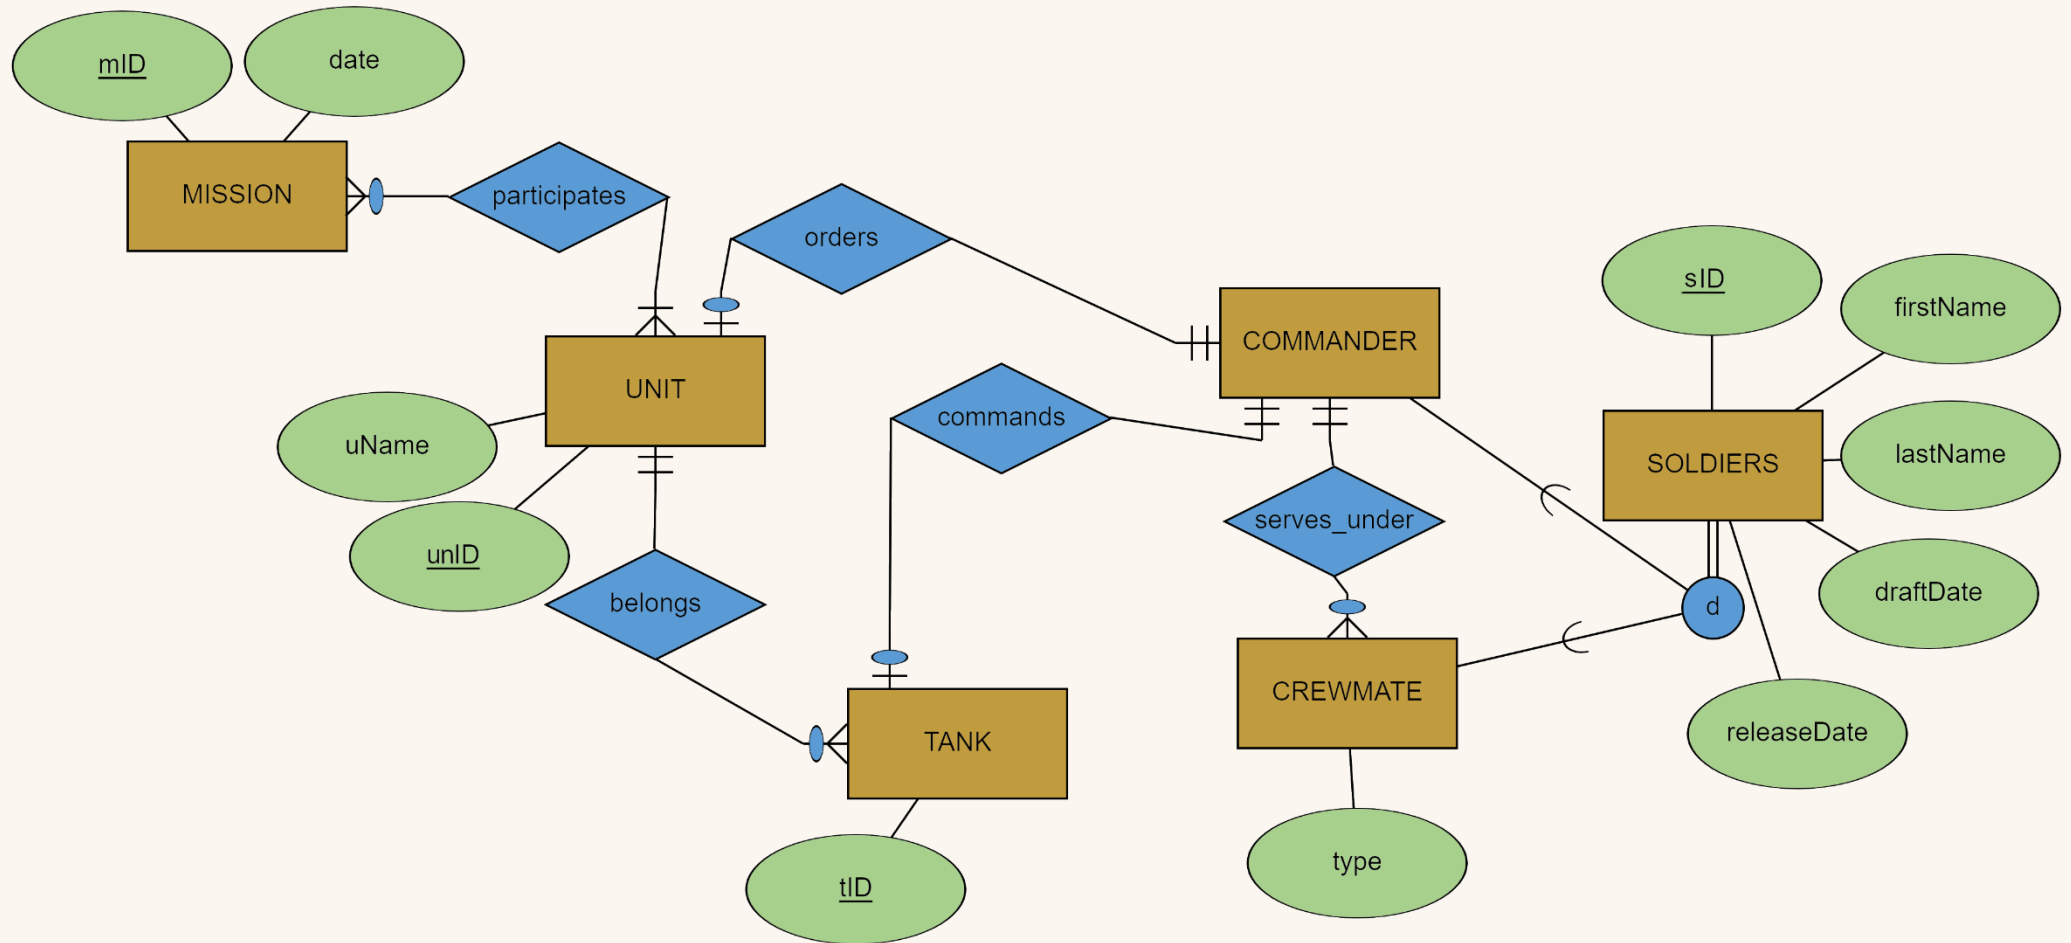 mID
date
MISSION
participates
orders
sID
firstName
COMMANDER
UNIT
commands
uName
lastName
SOLDIERS
serves_under
unID
belongs
draftDate
d
CREWMATE
releaseDate
TANK
type
tID